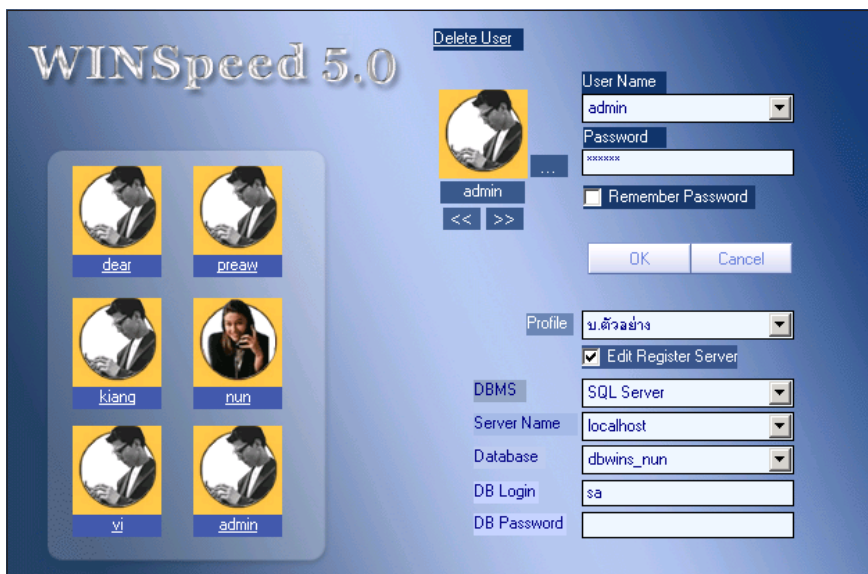 WINSpeed 5.0
dear
preaw
kiang
nun
vi
admin
Delete User
...
admin
<< >>
User Name
admin
Password
××××××
Remember Password
OK
Cancel
Profile
บ.ตัวอย่าง
Edit Register Server
DBMS
SQL Server
Server Name
localhost
Database
dbwins_nun
DB Login
sa
DB Password